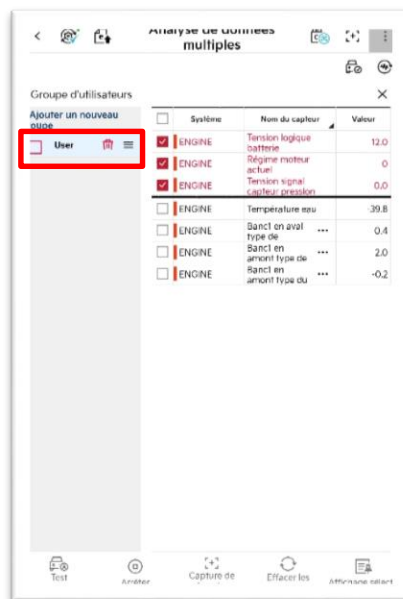 Analyse de données
multiples
Groupe d'utilisateurs
Ajouter un nouveau
User
Système Nom du capteur Valeur
ENGINE Tension logique
batterie 12.0
ENGINE Régime moteur
actuel 0
ENGINE Tension signal
capteur pression 0.0
ENGINE Température eau -39.8
ENGINE Banc1 en aval
type de ... 0.4
ENGINE Banc1 en
amont type de ... 2.0
ENGINE Banc1 en
amont type du ... -0.2
Test
Arrêter
Capture de
Effacer les
Affichage sélect